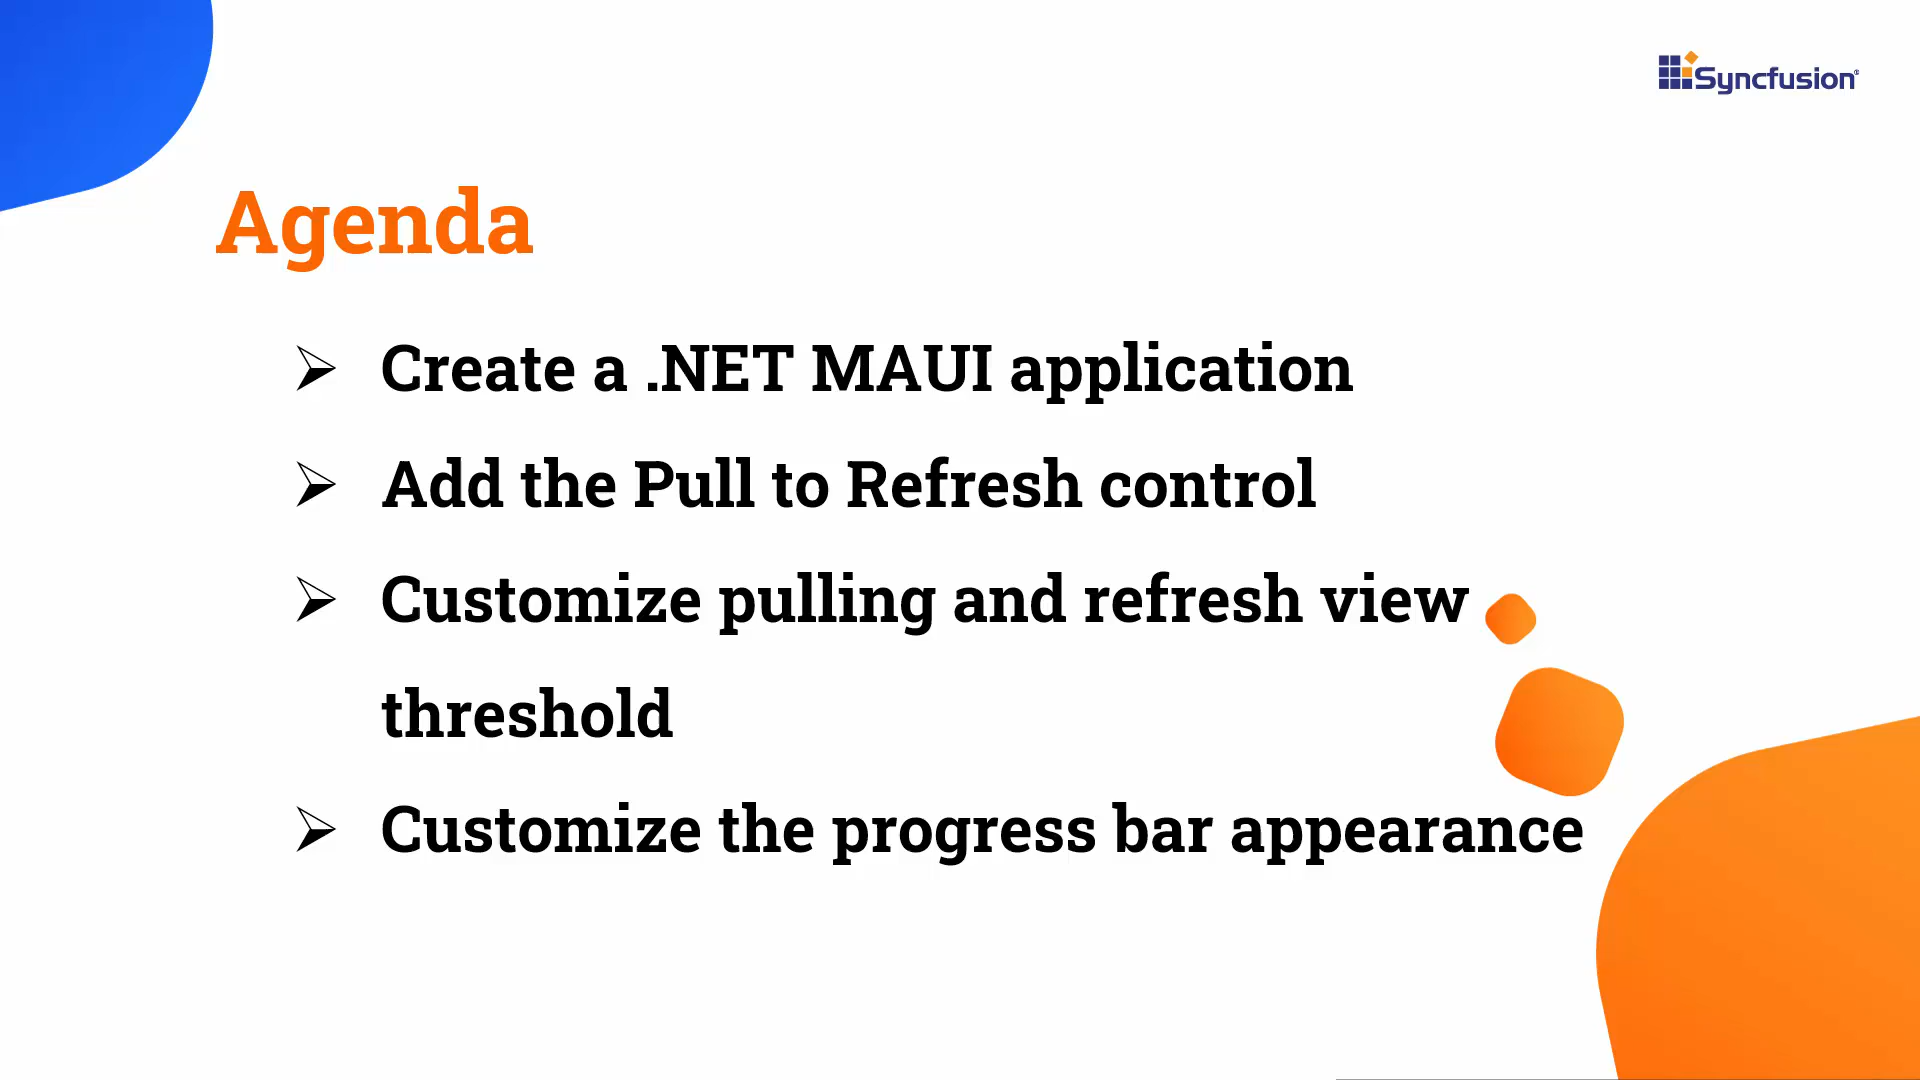 Syncfusion®
Agenda
➢ Create a .NET MAUI application
➢ Add the Pull to Refresh control
➢ Customize pulling and refresh view
threshold
➢ Customize the progress bar appearance